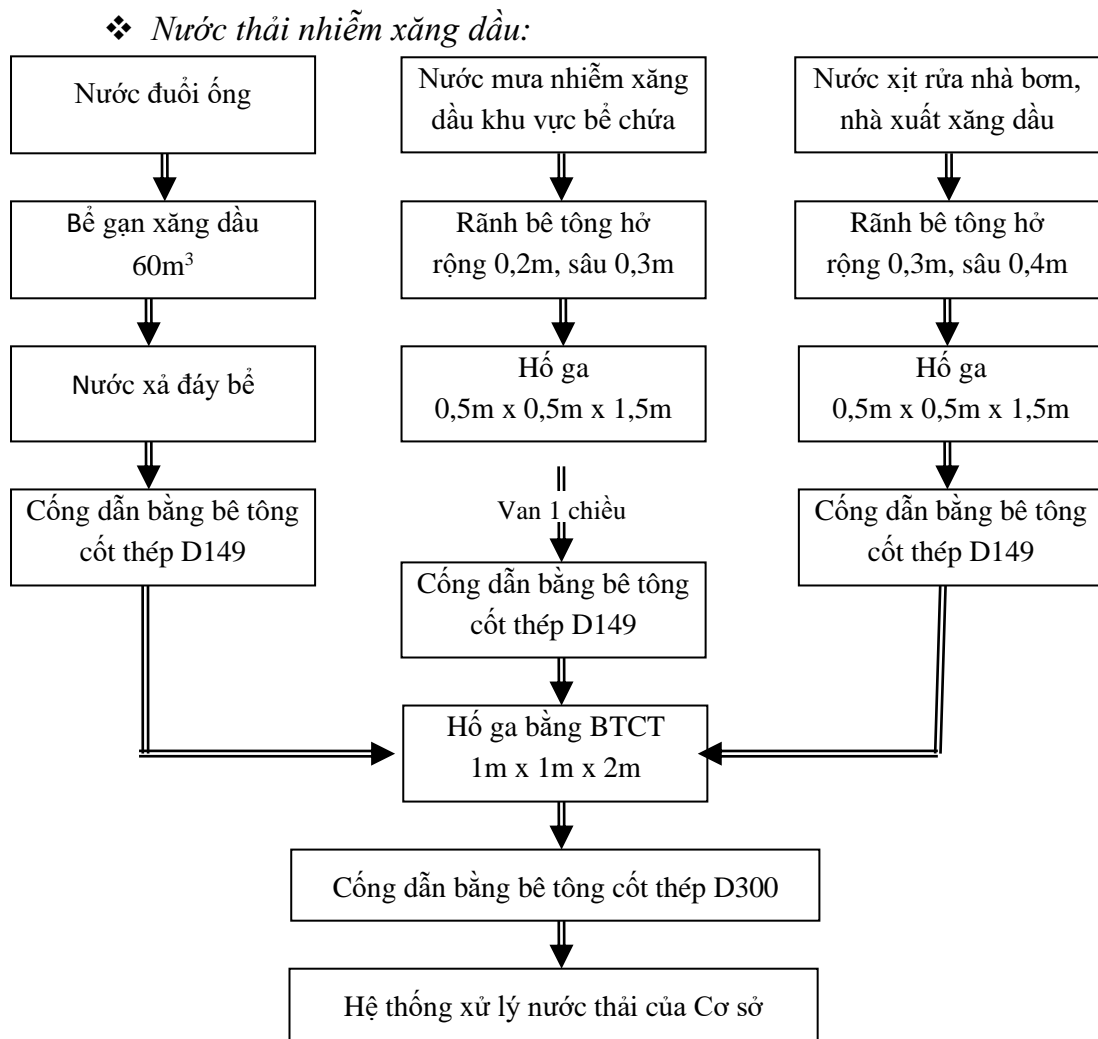 ❖ Nước thải nhiễm xăng dầu:
Nước đuổi ống
Nước mưa nhiễm xăng
dầu khu vực bể chứa
Nước xịt rửa nhà bơm,
nhà xuất xăng dầu
Bể gạn xăng dầu
60m³
Rãnh bê tông hở
rộng 0,2m, sâu 0,3m
Rãnh bê tông hở
rộng 0,3m, sâu 0,4m
Nước xả đáy bể
Hố ga
0,5m x 0,5m x 1,5m
Hố ga
0,5m x 0,5m x 1,5m
Cống dẫn bằng bê tông
cốt thép D149
Van 1 chiều
Cống dẫn bằng bê tông
cốt thép D149
Cống dẫn bằng bê tông
cốt thép D149
Hố ga bằng BTCT
1m x 1m x 2m
Cống dẫn bằng bê tông cốt thép D300
Hệ thống xử lý nước thải của Cơ sở